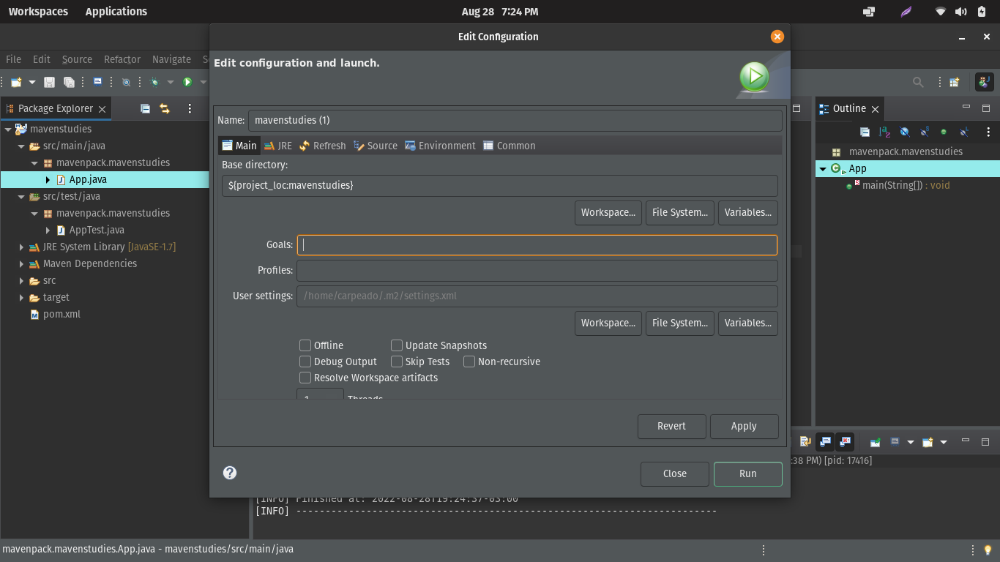 Workspaces Applications Aug 28 7:24 PM
Edit Configuration
File Edit Source Refactor Navigate
Edit configuration and launch.
Package Explorer
mavenstudies
src/main/java
mavenpack.mavenstudies
App.java
src/test/java
mavenpack.mavenstudies
AppTest.java
JRE System Library [JavaSE-1.7]
Maven Dependencies
src
target
pom.xml
Name: mavenstudies (1)
Main JRE Refresh Source Environment Common
Base directory:
${project_loc:mavenstudies}
Workspace... File System... Variables...
Goals:
Profiles:
User settings: /home/carpeado/.m2/settings.xml
Workspace... File System... Variables...
Offline Update Snapshots
Debug Output Skip Tests Non-recursive
Resolve Workspace artifacts
1 Threads
Revert Apply
Close Run
Outline
mavenpack.mavenstudies
App
main(String[]) : void
:38 PM) [pid: 17416]
[INFO] Finished at: 2022-08-28T19:24:37-03:00
[INFO] ------------------------------------------------------------------------
mavenpack.mavenstudies.App.java - mavenstudies/src/main/java